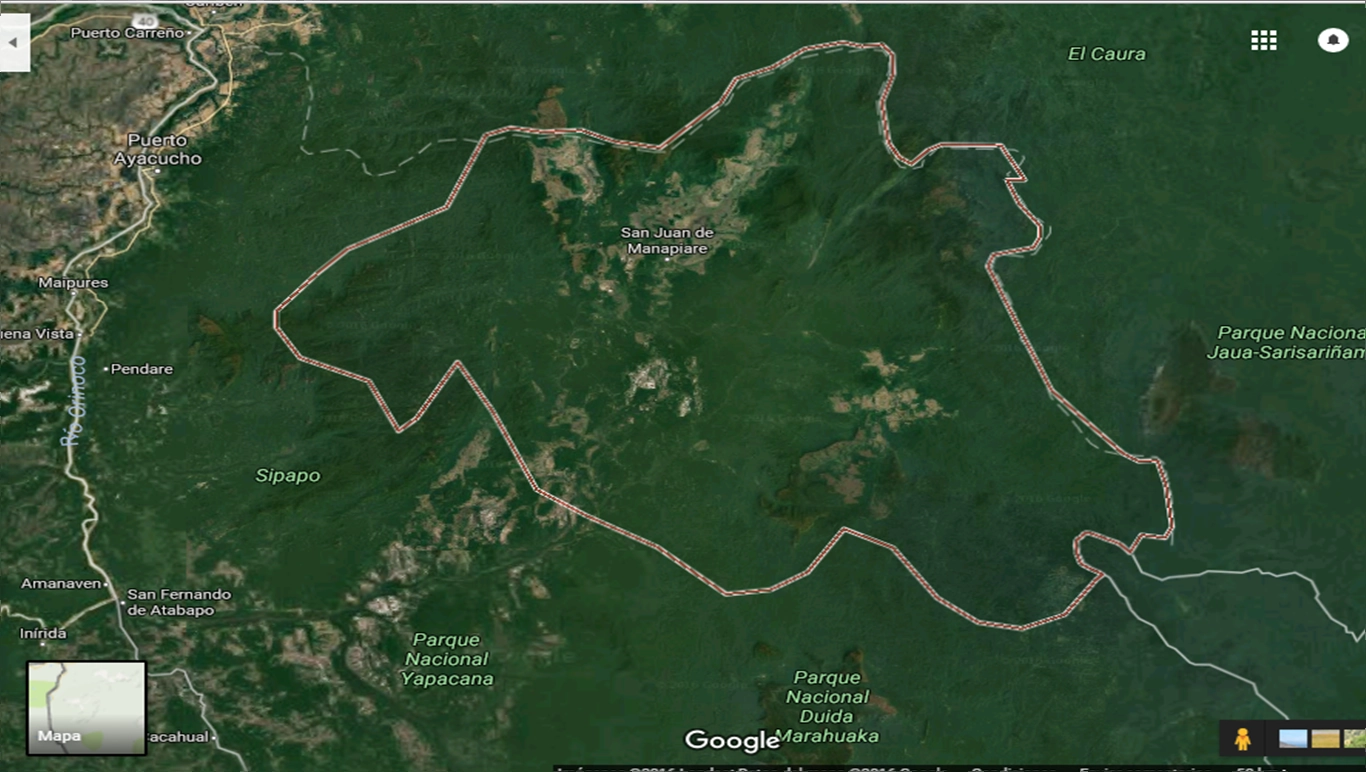 40
Puerto Carreño
El Caura
Puerto
Ayacucho
San Juan de
Manapiare
Maipures
Buena Vista
Parque Naciona
Jaua-Sarisariñam
Pendare
Río Orinoco
Sipapo
Amanaven
San Fernando
de Atabapo
Inírida
Parque
Nacional
Yapacana
Parque
Nacional
Duida
Marahuaka
Mapa
Cacahual
Google